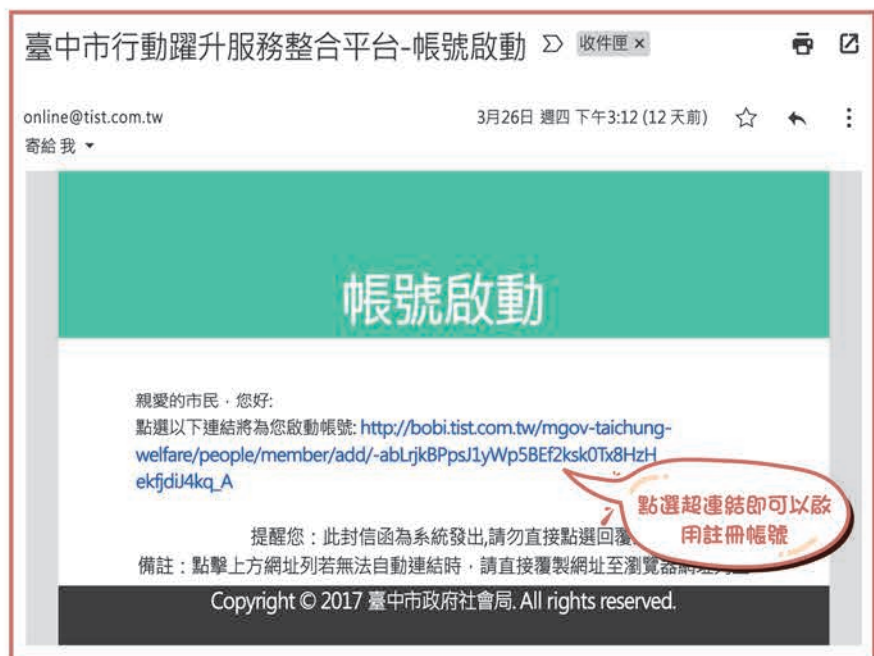 臺中市行動躍升服務整合平台-帳號啟動 收件匣 ×
online@tist.com.tw 3月26日 週四 下午3:12 (12 天前)
寄給 我
帳號啟動
親愛的市民，您好:
點選以下連結將為您啟動帳號: http://bobi.tist.com.tw/mgov-taichung-
welfare/people/member/add/-abLrjkBPpsJ1yWp5BEf2ksk0Tx8HzH
ekfjdiJ4kq_A
點選超連結即可以啟
用註冊帳號
提醒您：此封信函為系統發出,請勿直接點選回覆
備註：點擊上方網址列若無法自動連結時，請直接覆製網址至瀏覽器網址列
Copyright © 2017 臺中市政府社會局. All rights reserved.